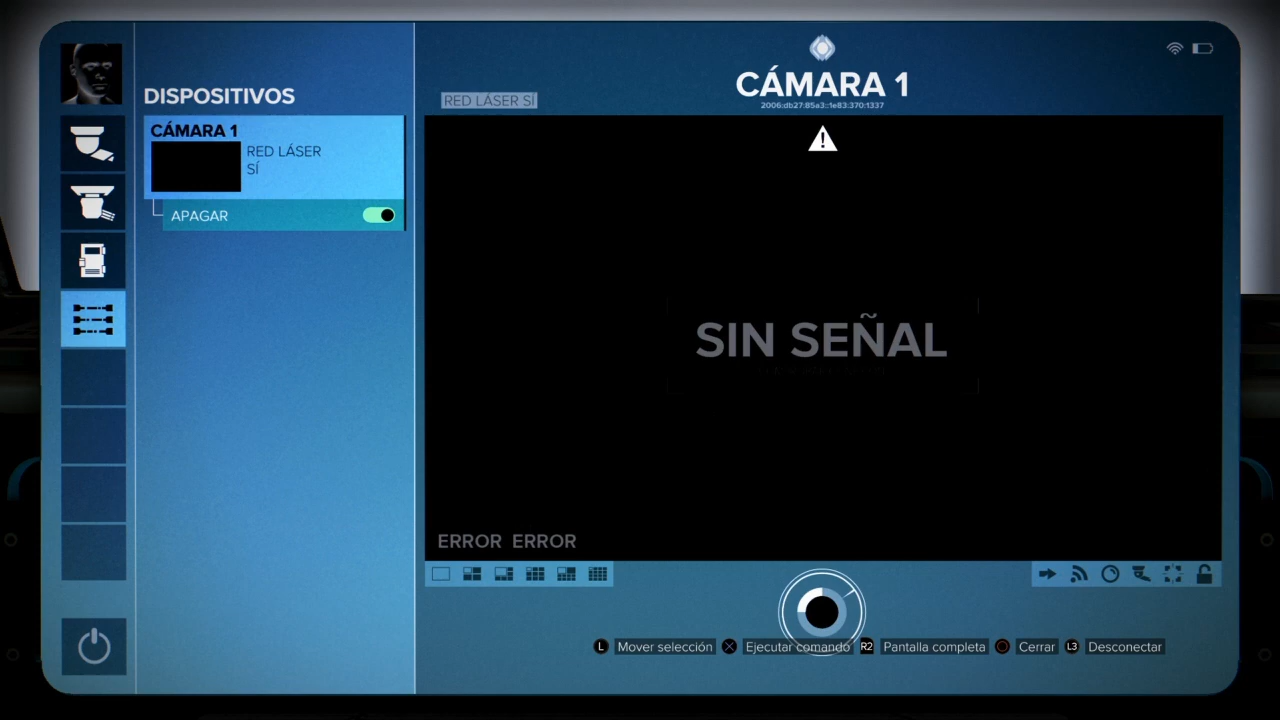 DISPOSITIVOS
CÁMARA 1
RED LÁSER
SÍ
APAGAR
CÁMARA 1
2006:db27:85a3::1e83:370:1337
RED LÁSER SÍ
SIN SEÑAL
ERROR ERROR
L Mover selección Ejecutar comando R2 Pantalla completa Cerrar L3 Desconectar